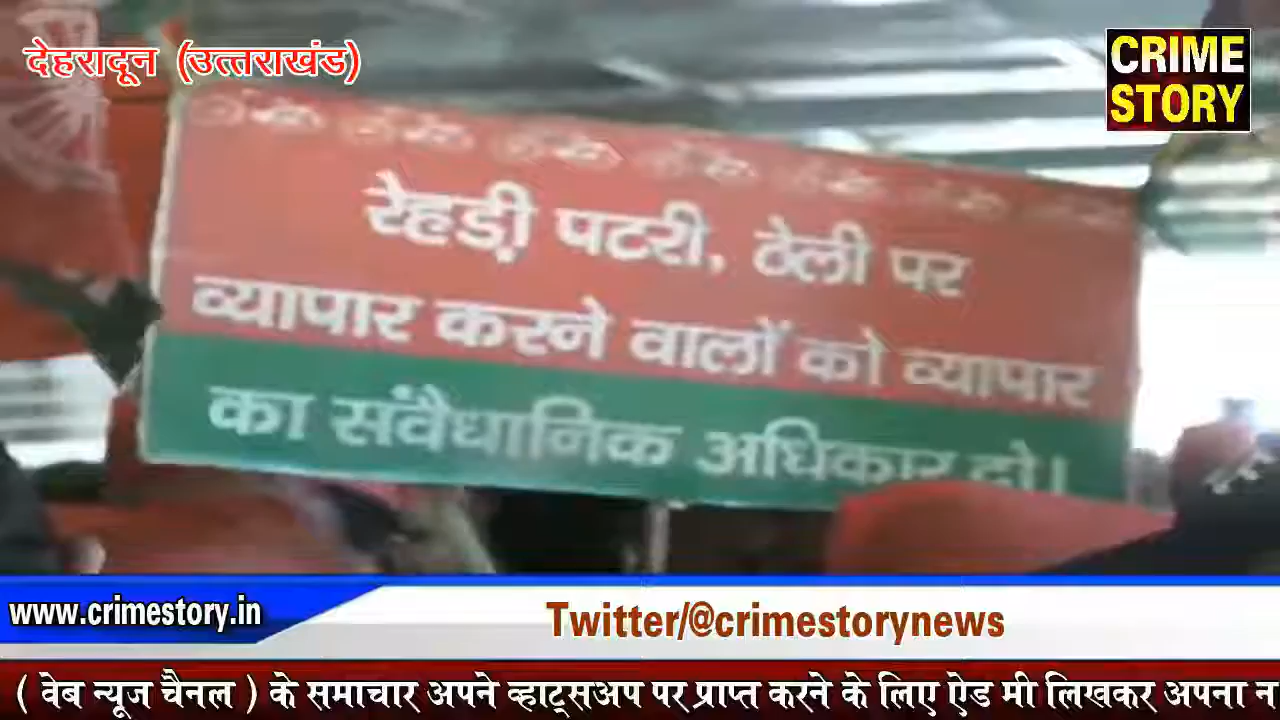 देहरादून (उत्तराखंड)
CRIME
STORY
रेहड़ी पटरी, ठेली पर
व्यापार करने वालों को व्यापार
का संवैधानिक अधिकार दो।
www.crimestory.in
Twitter/@crimestorynews
( वेब न्यूज चैनल ) के समाचार अपने व्हाट्सअप पर प्राप्त करने के लिए ऐड मी लिखकर अपना न